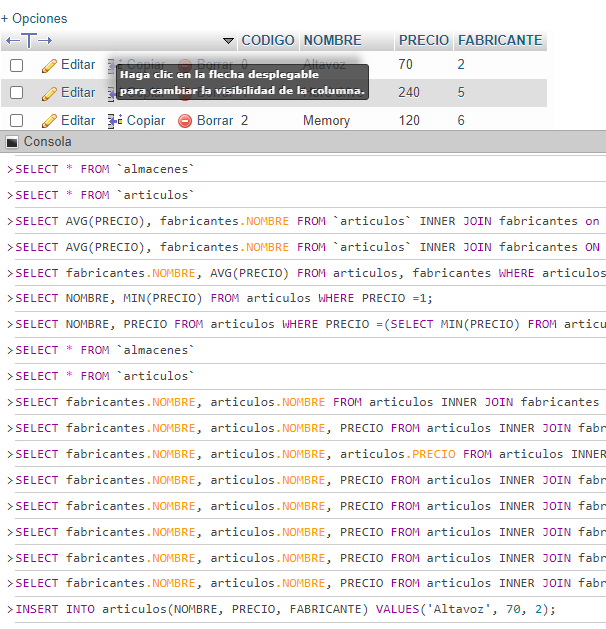 + Opciones
CODIGO NOMBRE PRECIO FABRICANTE
Editar Copiar Borrar 0 Altavoz 70 2
Haga clic en la flecha desplegable
para cambiar la visibilidad de la columna.
Editar 240 5
Editar Copiar Borrar 2 Memory 120 6
Consola
>SELECT * FROM `almacenes`
>SELECT * FROM `articulos`
>SELECT AVG(PRECIO), fabricantes.NOMBRE FROM `articulos` INNER JOIN fabricantes on
>SELECT AVG(PRECIO), fabricantes.NOMBRE FROM `articulos` INNER JOIN fabricantes ON
>SELECT fabricantes.NOMBRE, AVG(PRECIO) FROM articulos, fabricantes WHERE articulos
>SELECT NOMBRE, MIN(PRECIO) FROM articulos WHERE PRECIO =1;
>SELECT NOMBRE, PRECIO FROM articulos WHERE PRECIO =(SELECT MIN(PRECIO) FROM articu
>SELECT * FROM `almacenes`
>SELECT * FROM `articulos`
>SELECT fabricantes.NOMBRE, articulos.NOMBRE FROM articulos INNER JOIN fabricantes
>SELECT fabricantes.NOMBRE, articulos.NOMBRE, PRECIO FROM articulos INNER JOIN fabr
>SELECT fabricantes.NOMBRE, articulos.NOMBRE, articulos.PRECIO FROM articulos INNER
>SELECT fabricantes.NOMBRE, articulos.NOMBRE, PRECIO FROM articulos INNER JOIN fabr
>SELECT fabricantes.NOMBRE, articulos.NOMBRE, PRECIO FROM articulos INNER JOIN fabr
>SELECT fabricantes.NOMBRE, articulos.NOMBRE, PRECIO FROM articulos INNER JOIN fabr
>SELECT fabricantes.NOMBRE, articulos.NOMBRE, PRECIO FROM articulos INNER JOIN fabr
>SELECT fabricantes.NOMBRE, articulos.NOMBRE, PRECIO FROM articulos INNER JOIN fabr
>INSERT INTO articulos(NOMBRE, PRECIO, FABRICANTE) VALUES('Altavoz', 70, 2);